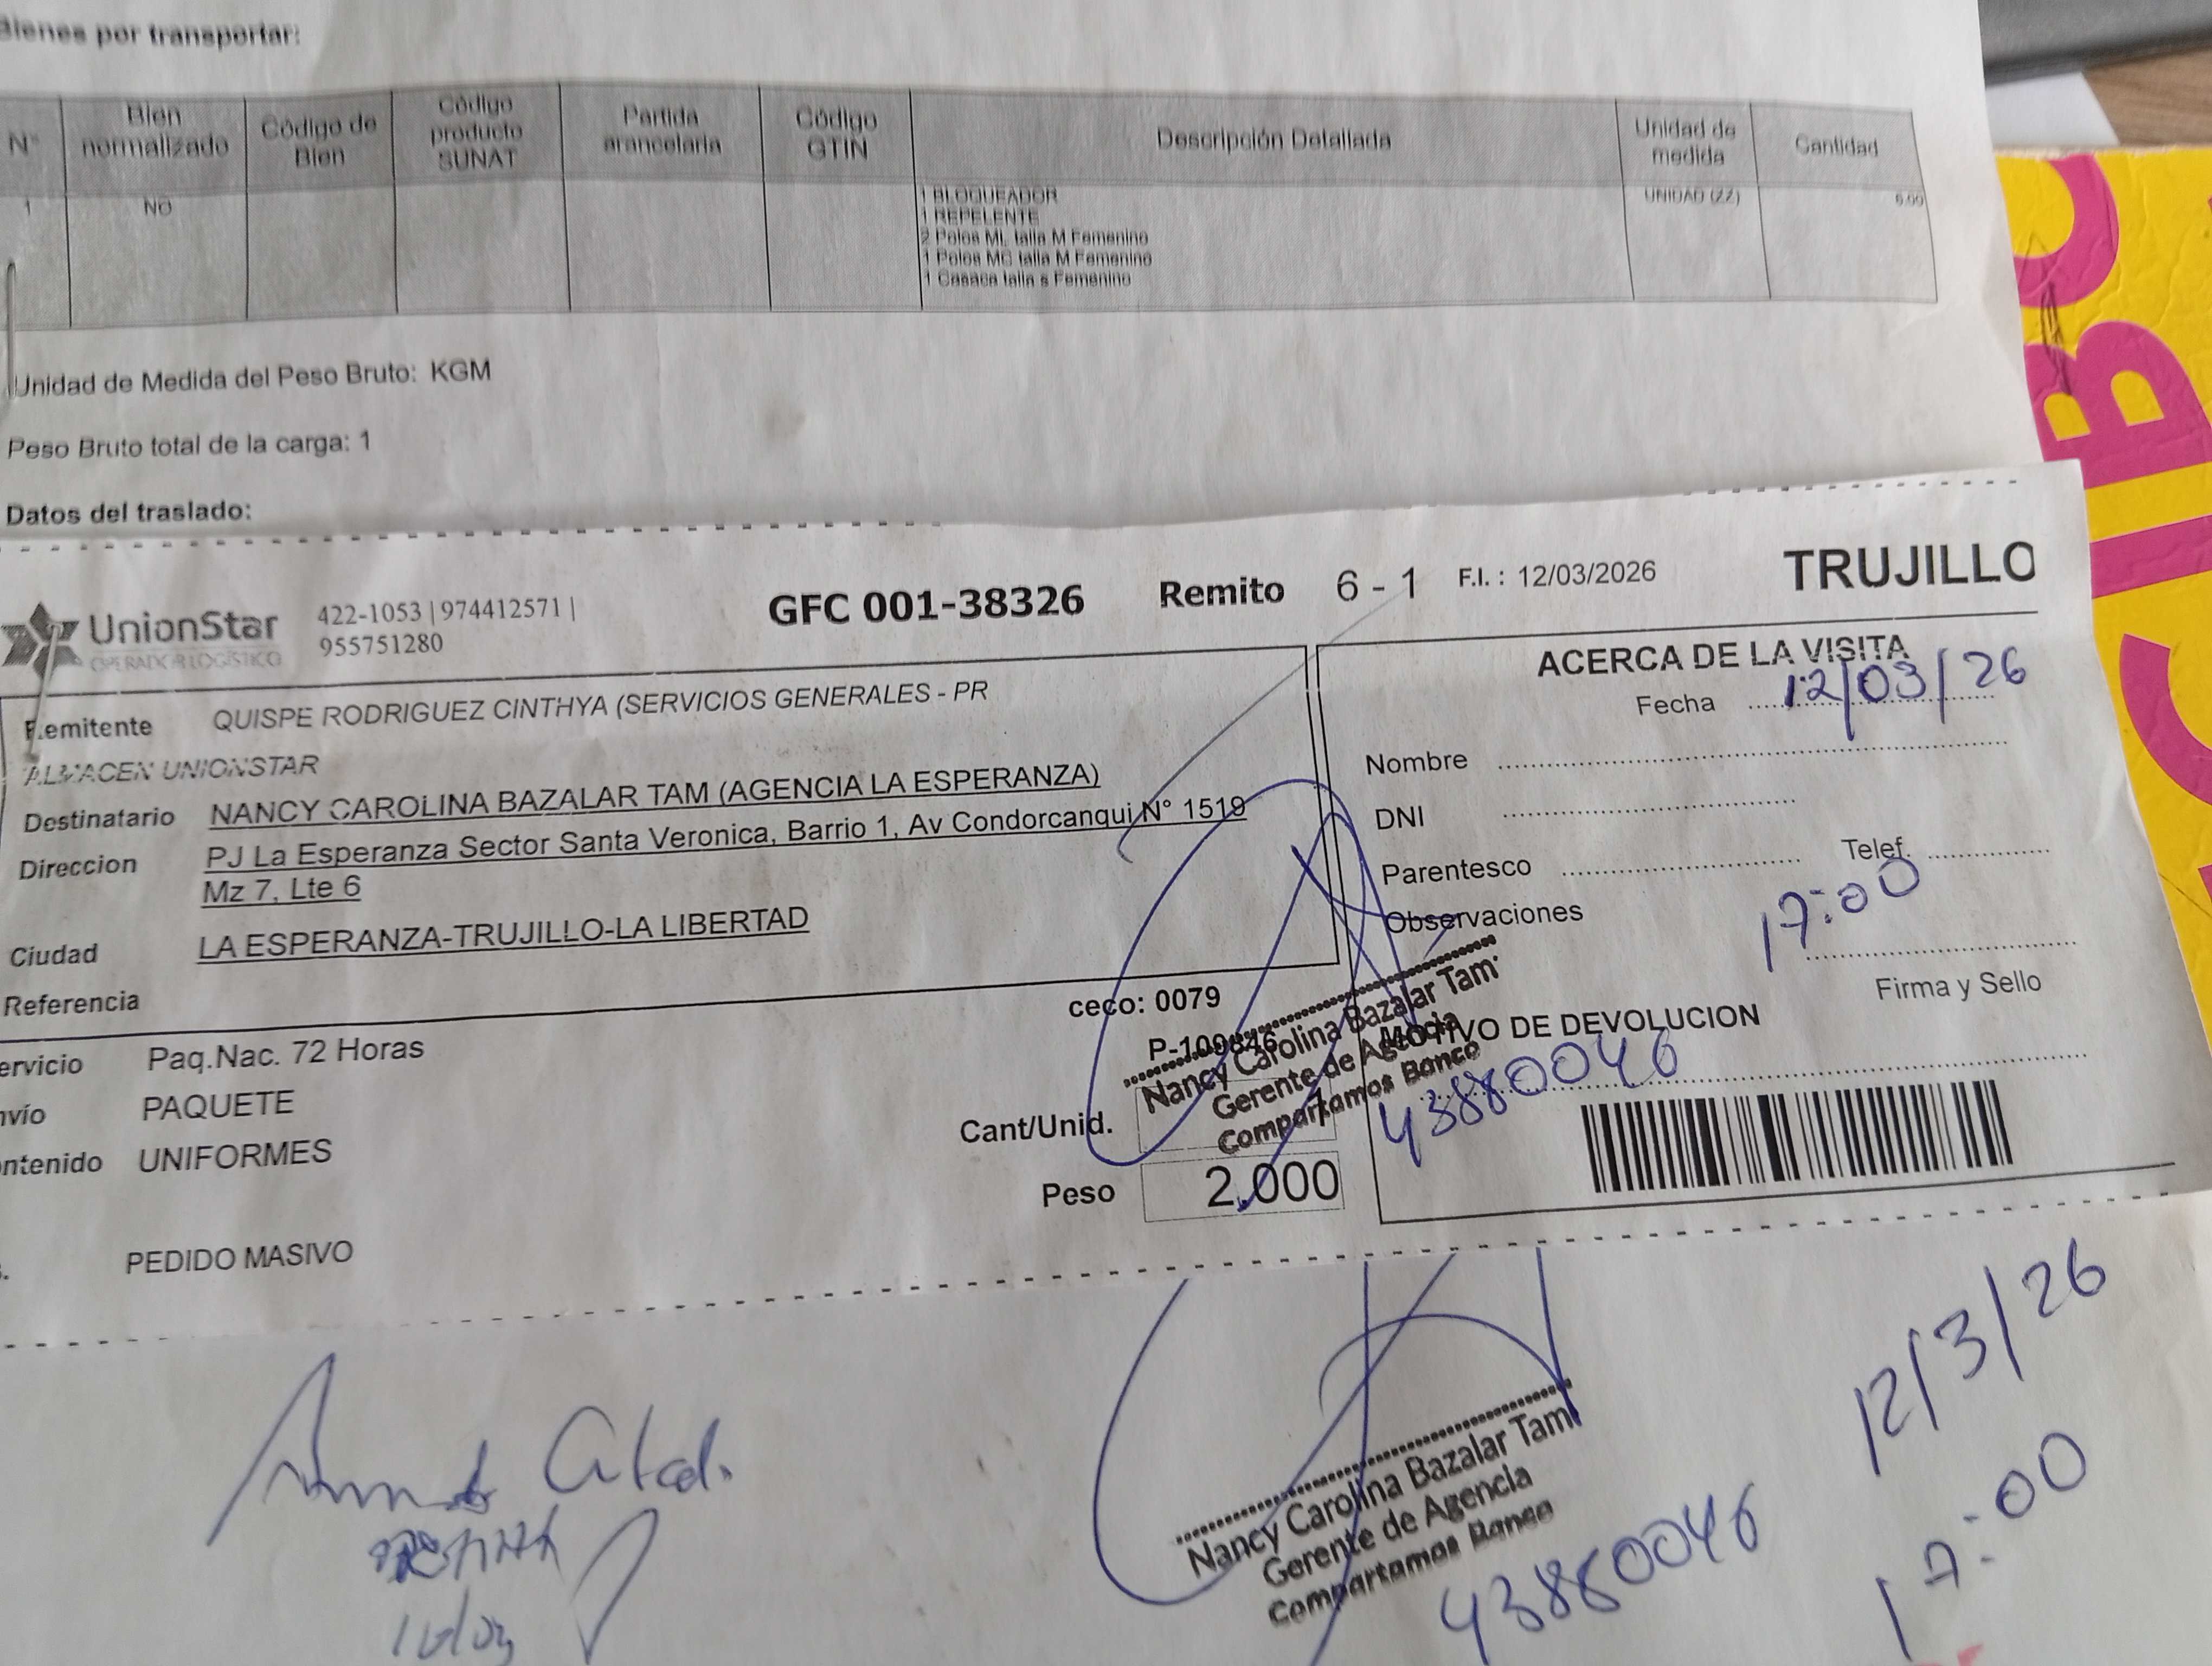 Bienes por transportar:
N° Bien normalizado Código de Bien Código producto SUNAT Partida arancelaria Código GTIN Descripción Detallada Unidad de medida Cantidad
1 NO 1 BLOQUEADOR UNIDAD (ZZ) 6.00
1 REPELENTE
2 Polos ML talla M Femenino
1 Polos MC talla M Femenino
1 Casaca talla s Femenino
Unidad de Medida del Peso Bruto: KGM
Peso Bruto total de la carga: 1
Datos del traslado:
UnionStar
OPERADOR LOGÍSTICO
422-1053 | 974412571 |
955751280
GFC 001-38326 Remito 6 - 1 F.I. : 12/03/2026 TRUJILLO
Remitente QUISPE RODRIGUEZ CINTHYA (SERVICIOS GENERALES - PR
ALMACEN UNIONSTAR
Destinatario NANCY CAROLINA BAZALAR TAM (AGENCIA LA ESPERANZA)
Direccion PJ La Esperanza Sector Santa Veronica, Barrio 1, Av Condorcanqui N° 1519
Mz 7, Lte 6
Ciudad LA ESPERANZA-TRUJILLO-LA LIBERTAD
Referencia
ceco: 0079
P-109846
ervicio Paq.Nac. 72 Horas
nvío PAQUETE
ntenido UNIFORMES
Cant/Unid. 1
Peso 2,000
PEDIDO MASIVO
ACERCA DE LA VISITA
Fecha 12/03/26
Nombre
DNI
Parentesco Telef.
Observaciones 17:00
Firma y Sello
MOTIVO DE DEVOLUCION
Nancy Carolina Bazalar Tam
Gerente de Agencia
Compartamos Banco
43880046
12/3/26
17:00
Nancy Carolina Bazalar Tam
Gerente de Agencia
Compartamos Banco
43880046